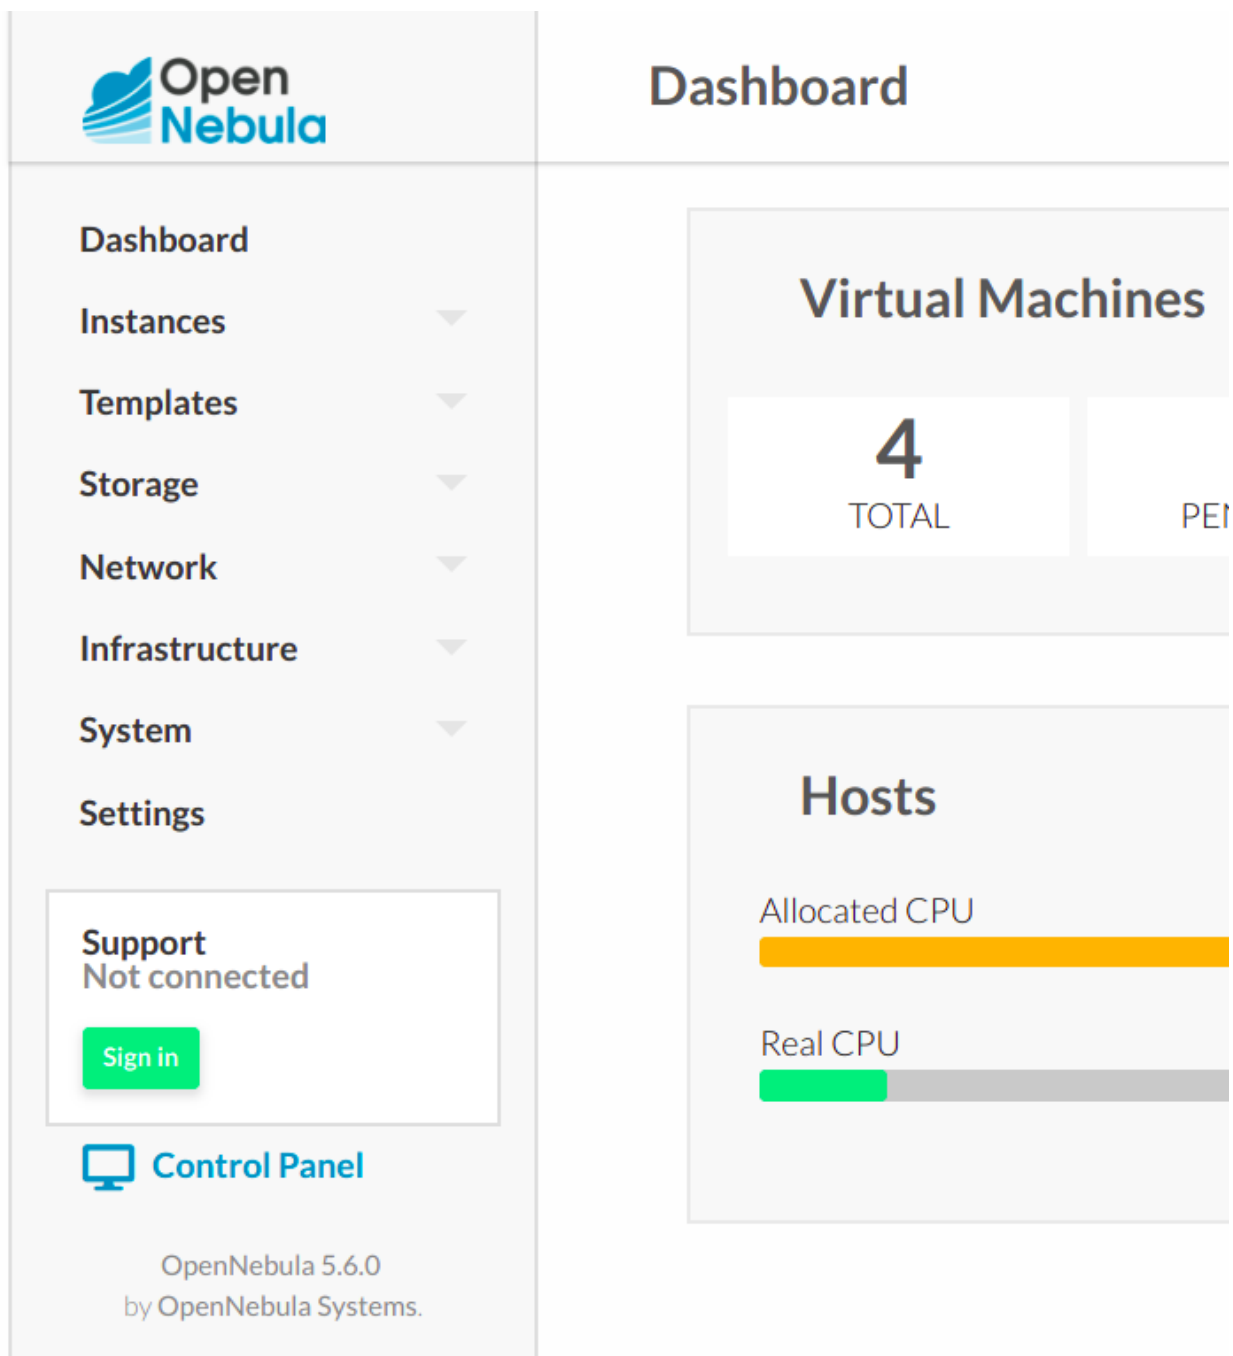 Open
Nebula
Dashboard
Dashboard
Instances
Templates
Storage
Network
Infrastructure
System
Settings
Support
Not connected
Sign in
Control Panel
OpenNebula 5.6.0
by OpenNebula Systems.
Virtual Machines
4
TOTAL
Hosts
Allocated CPU
Real CPU